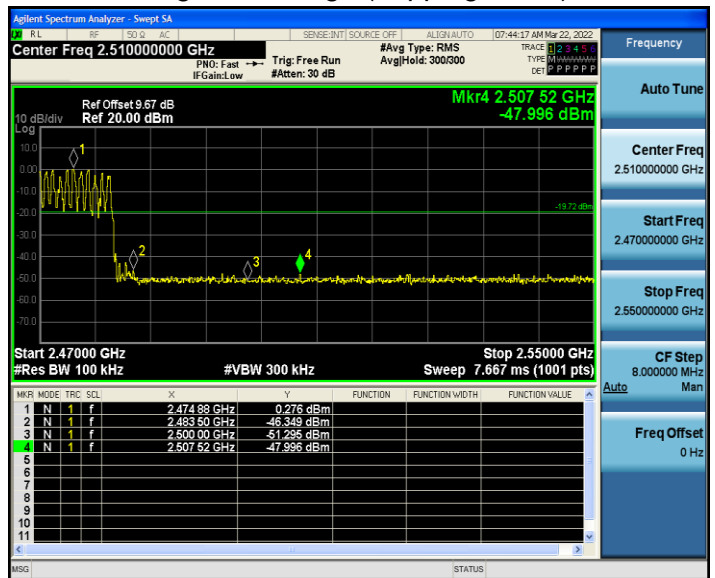 Agilent Spectrum Analyzer - Swept SA
RL RF 50 Ω AC SENSE:INT SOURCE OFF ALIGN AUTO 07:44:17 AM Mar 22, 2022
Center Freq 2.510000000 GHz
PNO: Fast
IFGain:Low
Trig: Free Run
#Atten: 30 dB
#Avg Type: RMS
Avg|Hold: 300/300
TRACE 1 2 3 4 5 6
TYPE M
DET P P P P P P
Mkr4 2.507 52 GHz
-47.996 dBm
Ref Offset 9.67 dB
10 dB/div Ref 20.00 dBm
Log
10.0
0.00
-10.0
-20.0
-30.0
-40.0
-50.0
-60.0
-70.0
1
2
3
4
-19.72 dBm
Start 2.47000 GHz Stop 2.55000 GHz
#Res BW 100 kHz #VBW 300 kHz Sweep 7.667 ms (1001 pts)
MKR MODE TRC SCL X Y FUNCTION FUNCTION WIDTH FUNCTION VALUE
1 N 1 f 2.474 88 GHz 0.276 dBm
2 N 1 f 2.483 50 GHz -46.349 dBm
3 N 1 f 2.500 00 GHz -51.295 dBm
4 N 1 f 2.507 52 GHz -47.996 dBm
5
6
7
8
9
10
11
MSG STATUS
Frequency
Auto Tune
Center Freq
2.510000000 GHz
Start Freq
2.470000000 GHz
Stop Freq
2.550000000 GHz
CF Step
8.000000 MHz
Auto Man
Freq Offset
0 Hz